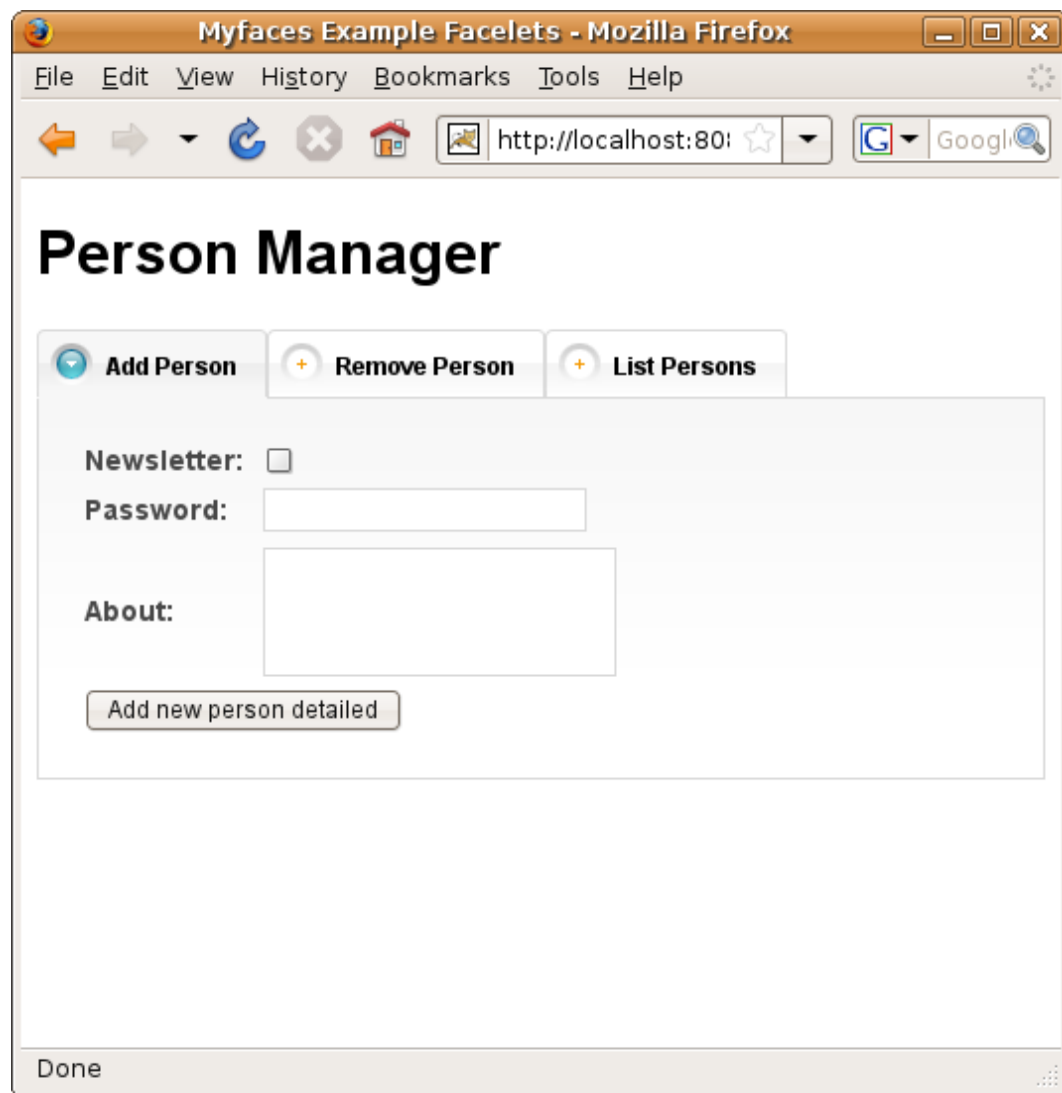 Myfaces Example Facelets - Mozilla Firefox
File Edit View History Bookmarks Tools Help
http://localhost:80 G Googl
Person Manager
Add Person Remove Person List Persons
Newsletter:
Password:
About:
Add new person detailed
Done